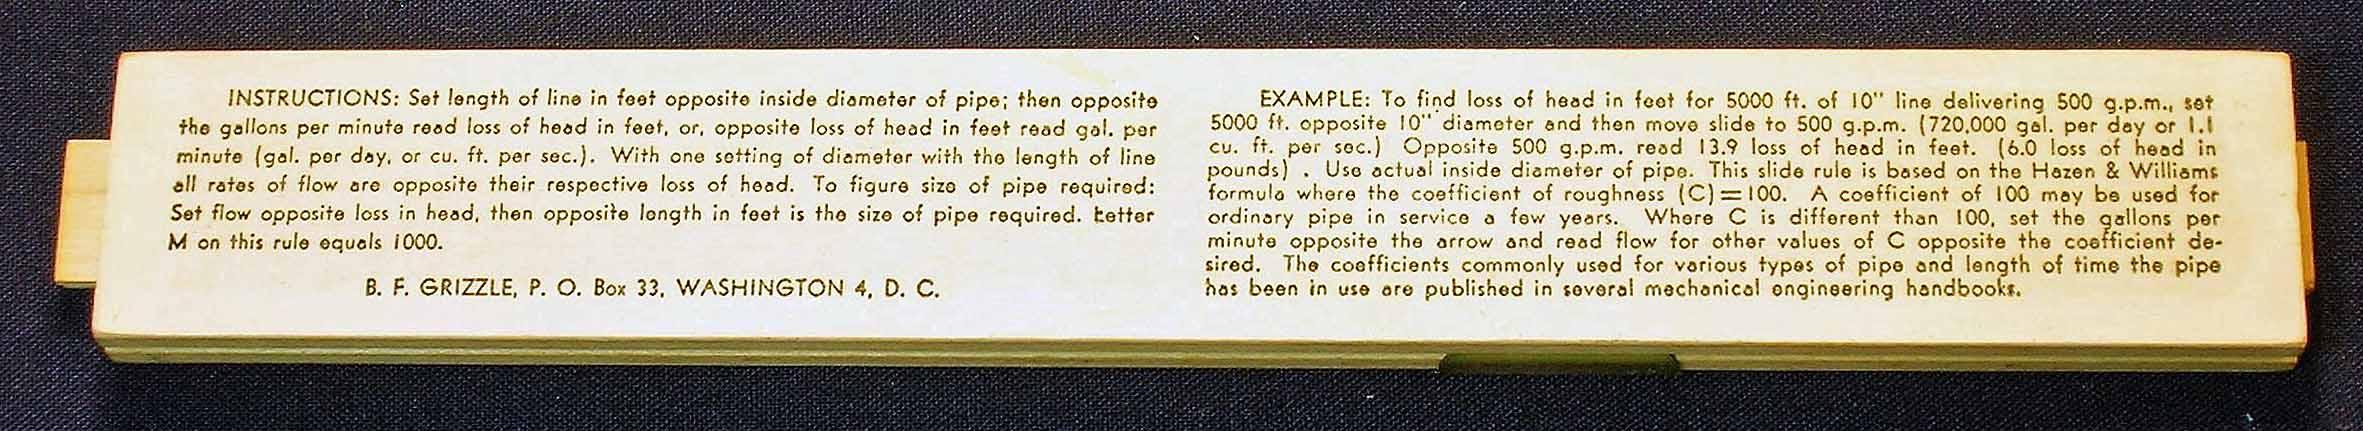 INSTRUCTIONS: Set length of line in feet opposite inside diameter of pipe; then opposite
the gallons per minute read loss of head in feet, or, opposite loss of head in feet read gal. per
minute (gal. per day, or cu. ft. per sec.). With one setting of diameter with the length of line
all rates of flow are opposite their respective loss of head. To figure size of pipe required:
Set flow opposite loss in head, then opposite length in feet is the size of pipe required. Letter
M on this rule equals 1000.
B. F. GRIZZLE, P. O. Box 33, WASHINGTON 4, D. C.
EXAMPLE: To find loss of head in feet for 5000 ft. of 10" line delivering 500 g.p.m., set
5000 ft. opposite 10" diameter and then move slide to 500 g.p.m. (720,000 gal. per day or 1.1
cu. ft. per sec.) Opposite 500 g.p.m. read 13.9 loss of head in feet. (6.0 loss of head in
pounds) . Use actual inside diameter of pipe. This slide rule is based on the Hazen & Williams
formula where the coefficient of roughness (C)=100. A coefficient of 100 may be used for
ordinary pipe in service a few years. Where C is different than 100, set the gallons per
minute opposite the arrow and read flow for other values of C opposite the coefficient de-
sired. The coefficients commonly used for various types of pipe and length of time the pipe
has been in use are published in several mechanical engineering handbooks.